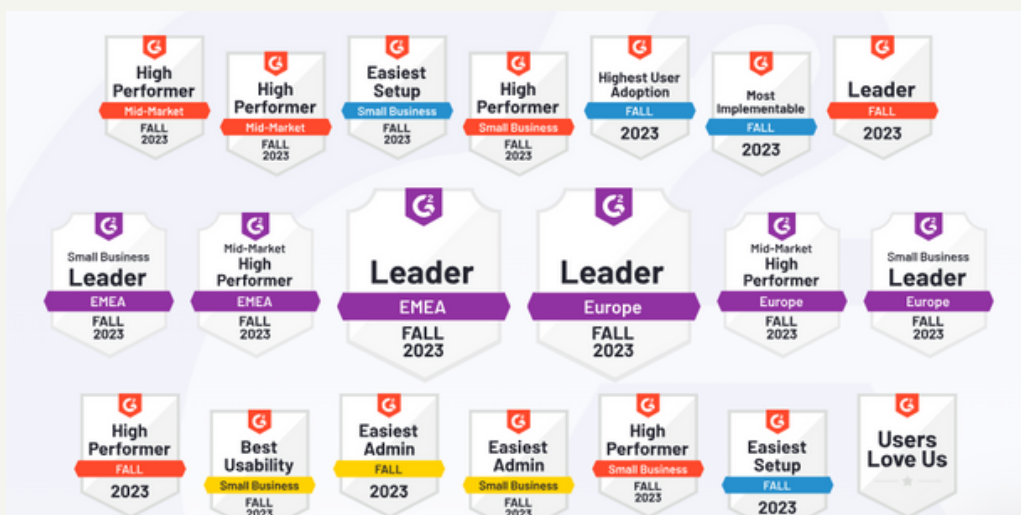 High
Performer
Mid-Market
FALL
2023
High
Performer
Mid-Market
FALL
2023
Easiest
Setup
Small Business
FALL
2023
High
Performer
Small Business
FALL
2023
Highest User
Adoption
FALL
2023
Most
Implementable
FALL
2023
Leader
FALL
2023
Small Business
Leader
EMEA
FALL
2023
Mid-Market
High
Performer
EMEA
FALL
2023
Leader
EMEA
FALL
2023
Leader
Europe
FALL
2023
Mid-Market
High
Performer
Europe
FALL
2023
Small Business
Leader
Europe
FALL
2023
High
Performer
FALL
2023
Best
Usability
Small Business
FALL
2023
Easiest
Admin
FALL
2023
Easiest
Admin
Small Business
FALL
2023
High
Performer
Small Business
FALL
2023
Easiest
Setup
FALL
2023
Users
Love Us